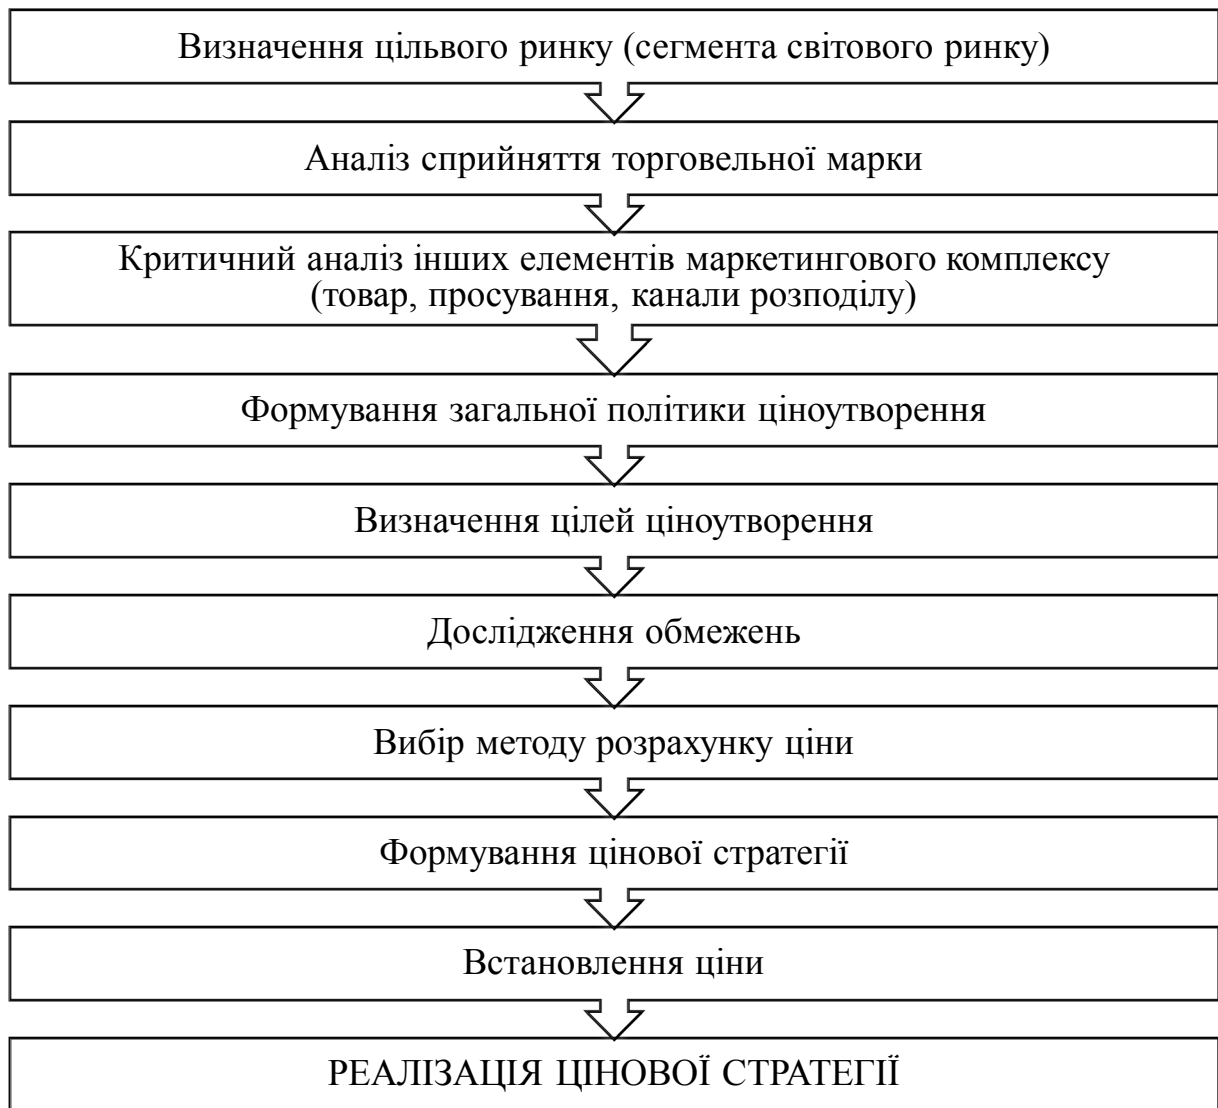 Визначення цільвого ринку (сегмента світового ринку)
Аналіз сприйняття торговельної марки
Критичний аналіз інших елементів маркетингового комплексу
(товар, просування, канали розподілу)
Формування загальної політики ціноутворення
Визначення цілей ціноутворення
Дослідження обмежень
Вибір методу розрахунку ціни
Формування цінової стратегії
Встановлення ціни
РЕАЛІЗАЦІЯ ЦІНОВОЇ СТРАТЕГІЇ